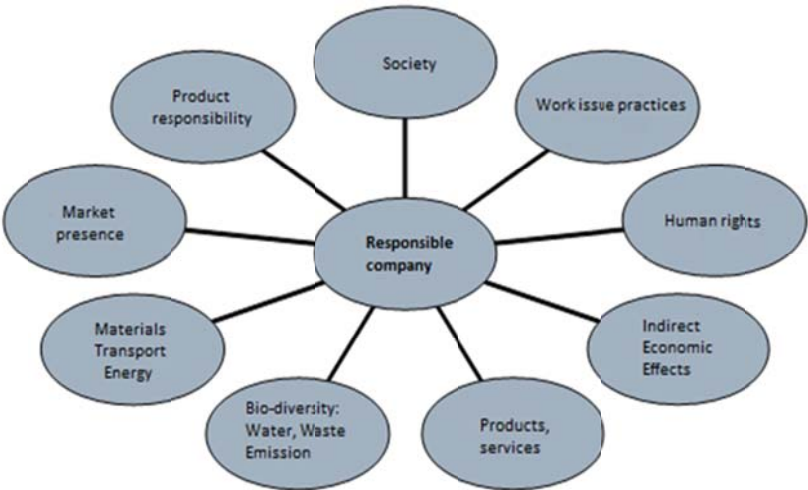 Society
Product
responsibility
Work issue practices
Market
presence
Human rights
Responsible
company
Materials
Transport
Energy
Indirect
Economic
Effects
Bio-diversity:
Water, Waste
Emission
Products,
services